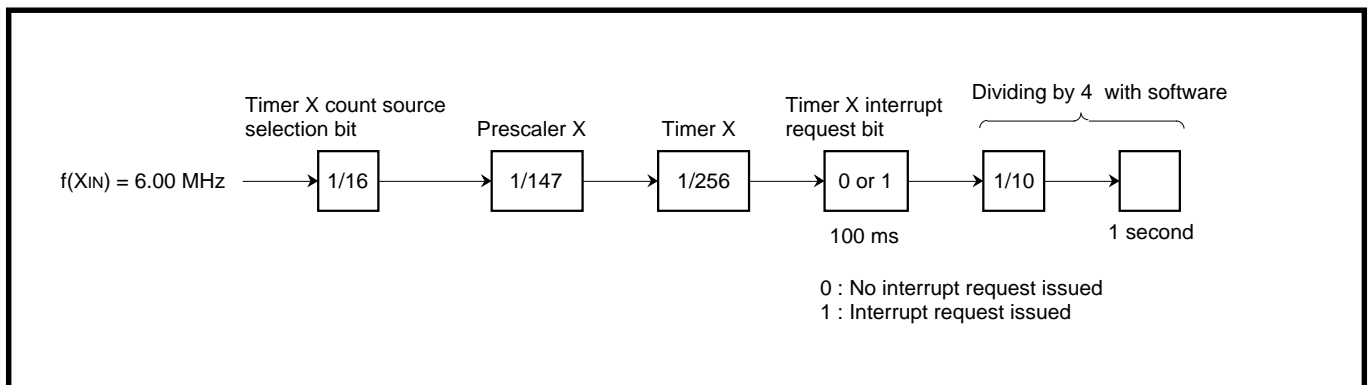 Timer X count source
selection bit
Prescaler X
Timer X
Timer X interrupt
request bit
Dividing by 4 with software
f(XIN) = 6.00 MHz
1/16
1/147
1/256
0 or 1
1/10
100 ms
1 second
0 : No interrupt request issued
1 : Interrupt request issued